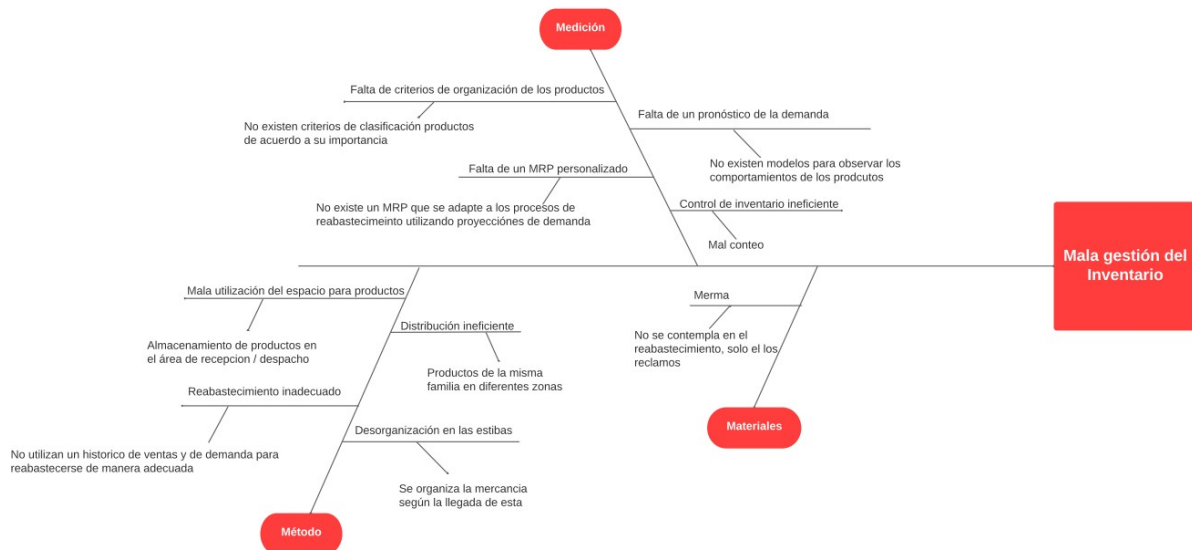 Medición
Falta de criterios de organización de los productos
No existen criterios de clasificación productos
de acuerdo a su importancia
Falta de un pronóstico de la demanda
No existen modelos para observar los
comportamientos de los prodcutos
Falta de un MRP personalizado
No existe un MRP que se adapte a los procesos de
reabastecimeinto utilizando proyecciónes de demanda
Control de inventario ineficiente
Mal conteo
Mala gestión del
Inventario
Mala utilización del espacio para productos
Almacenamiento de productos en
el área de recepcion / despacho
Distribución ineficiente
Productos de la misma
familia en diferentes zonas
Reabastecimiento inadecuado
No utilizan un historico de ventas y de demanda para
reabastecerse de manera adecuada
Desorganización en las estibas
Se organiza la mercancia
según la llegada de esta
Método
Merma
No se contempla en el
reabastecimiento, solo el los
reclamos
Materiales